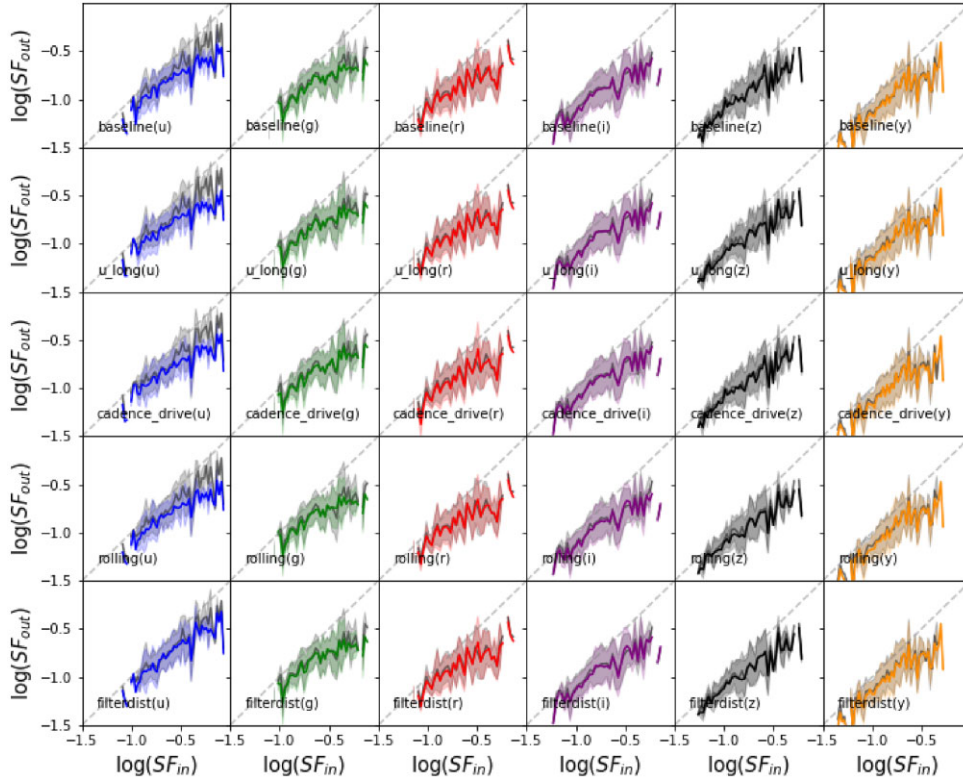 log(SF_out)
−0.5
−1.0
−1.5
baseline(u) baseline(g) baseline(r) baseline(i) baseline(z) baseline(y)
log(SF_out)
−0.5
−1.0
−1.5
u_long(u) u_long(g) u_long(r) u_long(i) u_long(z) u_long(y)
log(SF_out)
−0.5
−1.0
−1.5
cadence_drive(u) cadence_drive(g) cadence_drive(r) cadence_drive(i) cadence_drive(z) cadence_drive(y)
log(SF_out)
−0.5
−1.0
−1.5
rolling(u) rolling(g) rolling(r) rolling(i) rolling(z) rolling(y)
log(SF_out)
−0.5
−1.0
−1.5
filterdist(u) filterdist(g) filterdist(r) filterdist(i) filterdist(z) filterdist(y)
−1.5 −1.0 −0.5 −1.5 −1.0 −0.5 −1.5 −1.0 −0.5 −1.5 −1.0 −0.5 −1.5 −1.0 −0.5 −1.5 −1.0 −0.5
log(SF_in) log(SF_in) log(SF_in) log(SF_in) log(SF_in) log(SF_in)